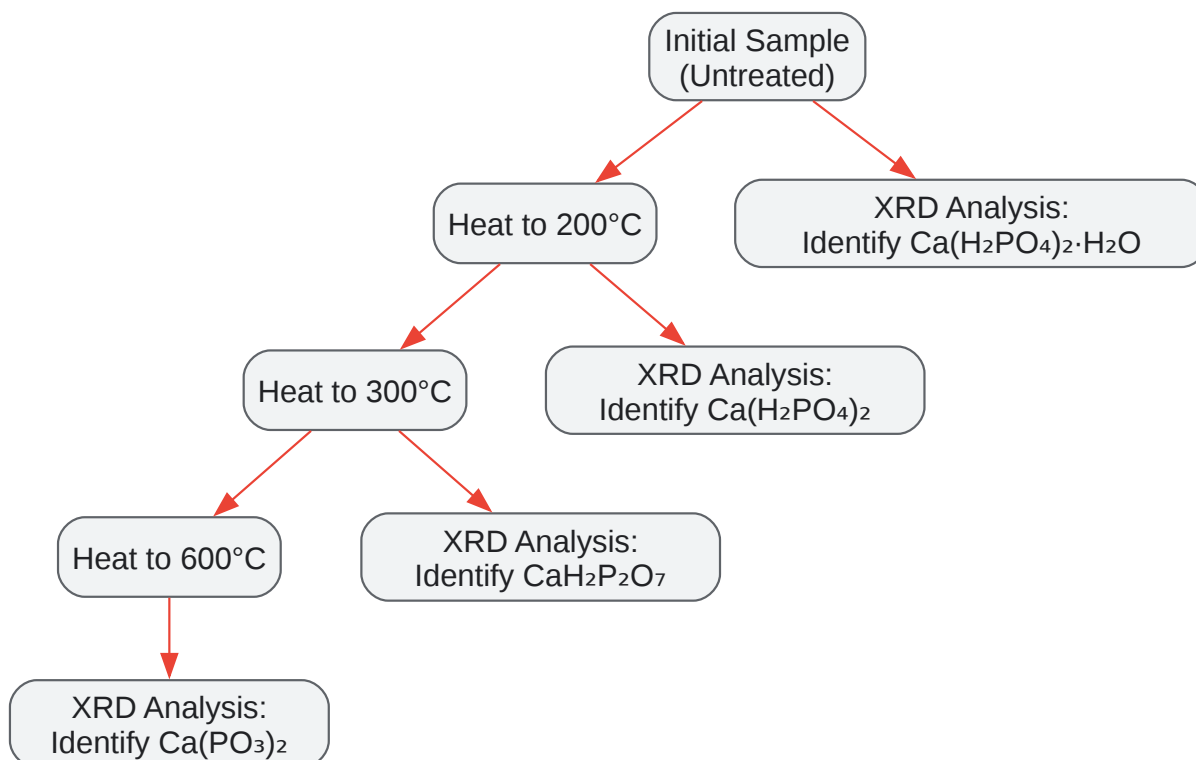 Initial Sample
(Untreated)
Heat to 200°C
XRD Analysis:
Identify Ca(H₂PO₄)₂·H₂O
Heat to 300°C
XRD Analysis:
Identify Ca(H₂PO₄)₂
Heat to 600°C
XRD Analysis:
Identify CaH₂P₂O₇
XRD Analysis:
Identify Ca(PO₃)₂